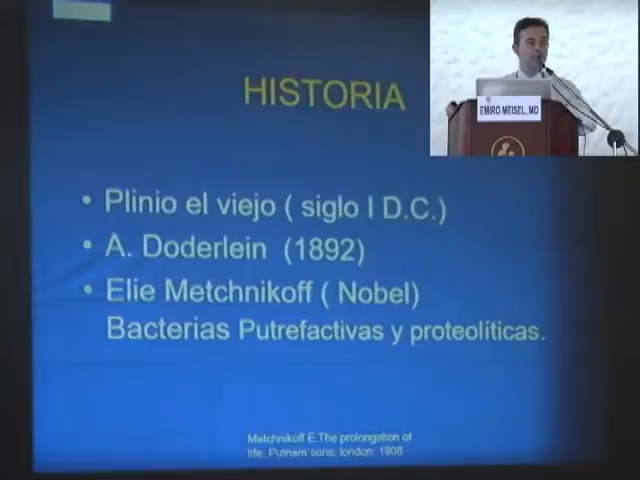 HISTORIA
EMIRO MEISEL, MD
• Plinio el viejo ( siglo I D.C.)
• A. Doderlein (1892)
• Elie Metchnikoff ( Nobel)
Bacterias Putrefactivas y proteolíticas.
Metchnikoff E.The prolongation of
life, Putnam´sons, london: 1908